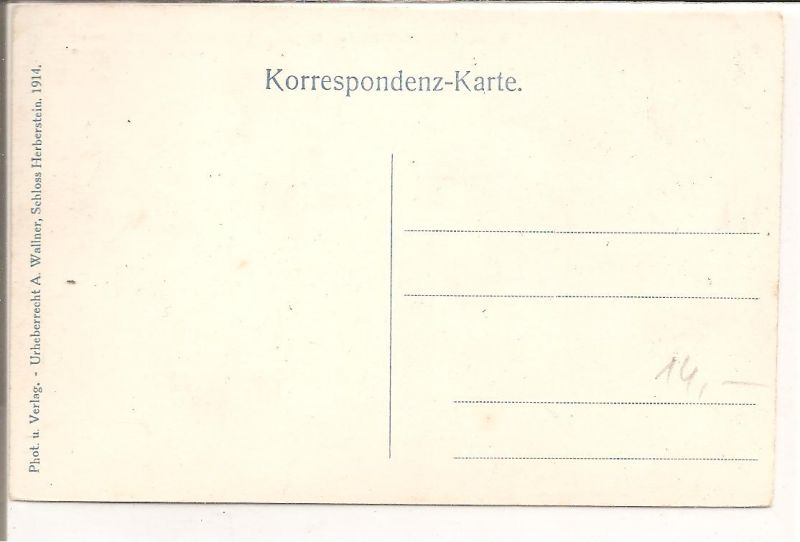 Korrespondenz-Karte.
Phot. u. Verlag. - Urheberrecht A. Wallner, Schloss Herberstein. 1914.
14,—